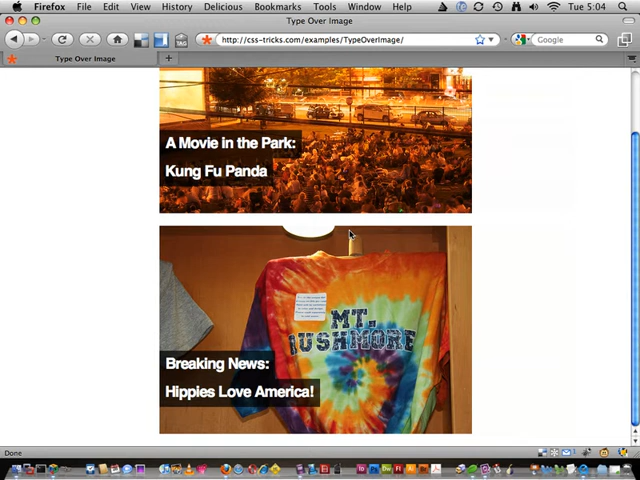 Firefox File Edit View History Delicious Bookmarks Tools Window Help Tue 5:04
Type Over Image
TAG http://css-tricks.com/examples/TypeOverImage/ Google
Type Over Image
A Movie in the Park:
Kung Fu Panda
MT.
RUSHMORE
Breaking News:
Hippies Love America!
Done